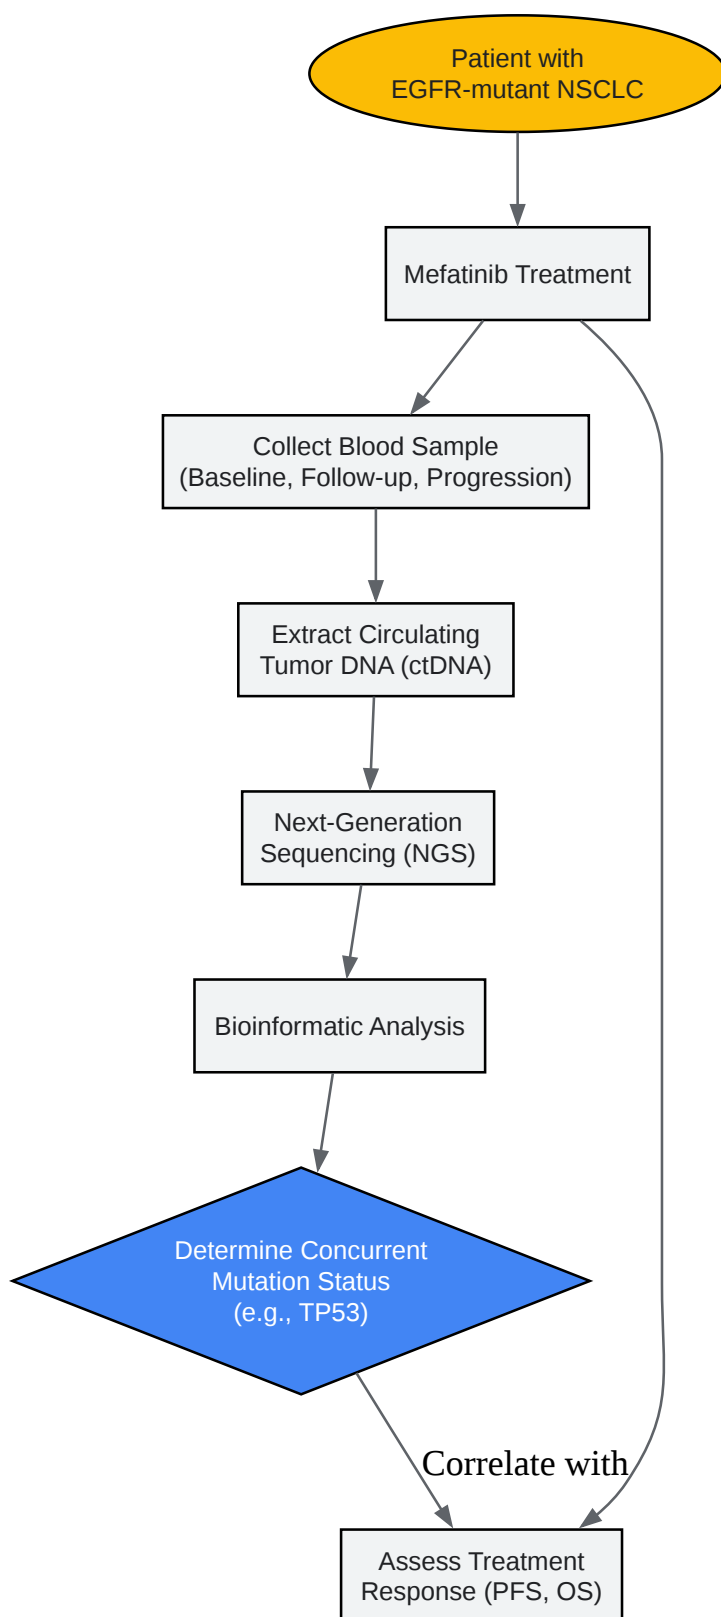 Patient with
EGFR-mutant NSCLC
Mefatinib Treatment
Collect Blood Sample
(Baseline, Follow-up, Progression)
Extract Circulating
Tumor DNA (ctDNA)
Next-Generation
Sequencing (NGS)
Bioinformatic Analysis
Determine Concurrent
Mutation Status
(e.g., TP53)
Correlate with
Assess Treatment
Response (PFS, OS)